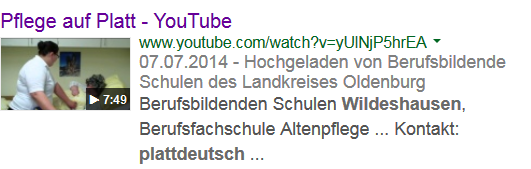 Pflege auf Platt - YouTube
www.youtube.com/watch?v=yUlNjP5hrEA
07.07.2014 - Hochgeladen von Berufsbildende
Schulen des Landkreises Oldenburg
Berufsbildenden Schulen Wildeshausen,
Berufsfachschule Altenpflege ... Kontakt:
plattdeutsch ...
7:49